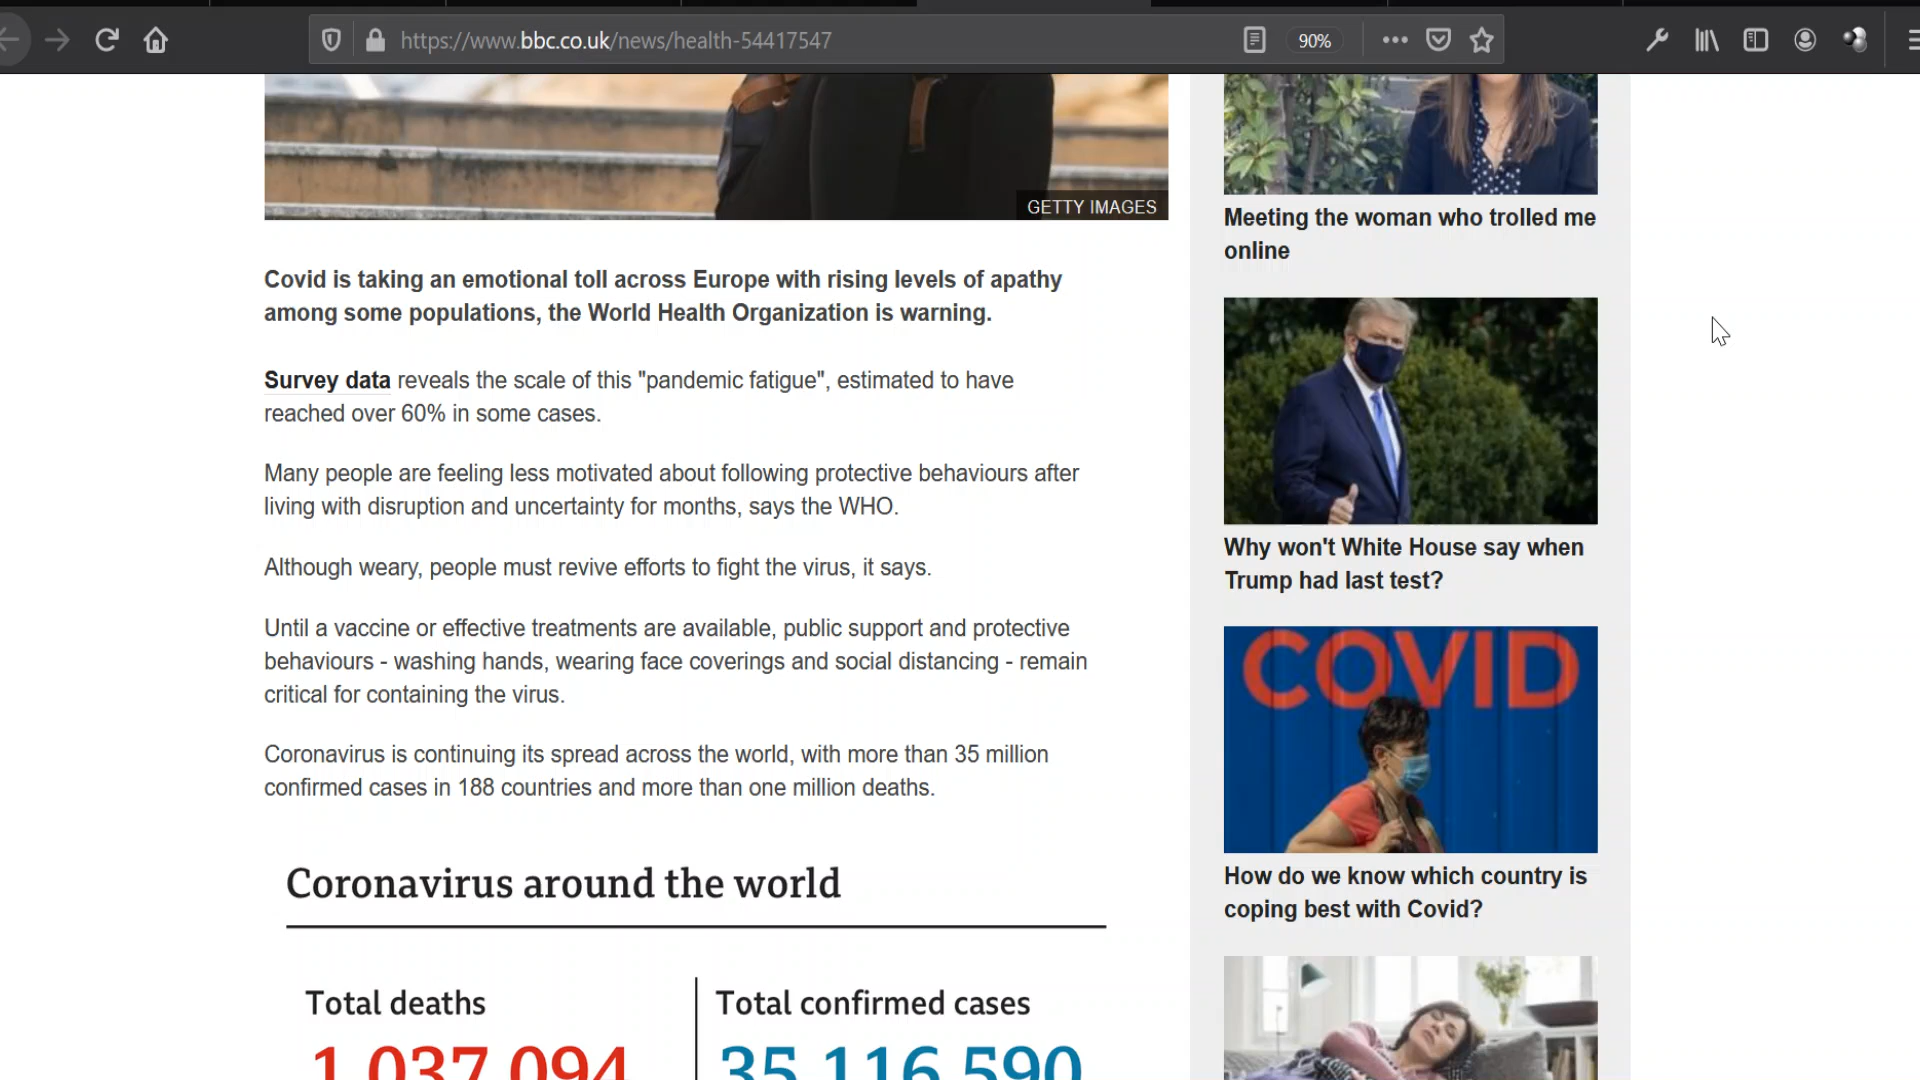 https://www.bbc.co.uk/news/health-54417547
90%
GETTY IMAGES
Covid is taking an emotional toll across Europe with rising levels of apathy
among some populations, the World Health Organization is warning.
Survey data reveals the scale of this "pandemic fatigue", estimated to have
reached over 60% in some cases.
Many people are feeling less motivated about following protective behaviours after
living with disruption and uncertainty for months, says the WHO.
Although weary, people must revive efforts to fight the virus, it says.
Until a vaccine or effective treatments are available, public support and protective
behaviours - washing hands, wearing face coverings and social distancing - remain
critical for containing the virus.
Coronavirus is continuing its spread across the world, with more than 35 million
confirmed cases in 188 countries and more than one million deaths.
Coronavirus around the world
Total deaths
1,037,094
Total confirmed cases
35,116,590
Meeting the woman who trolled me
online
Why won't White House say when
Trump had last test?
COVID
How do we know which country is
coping best with Covid?